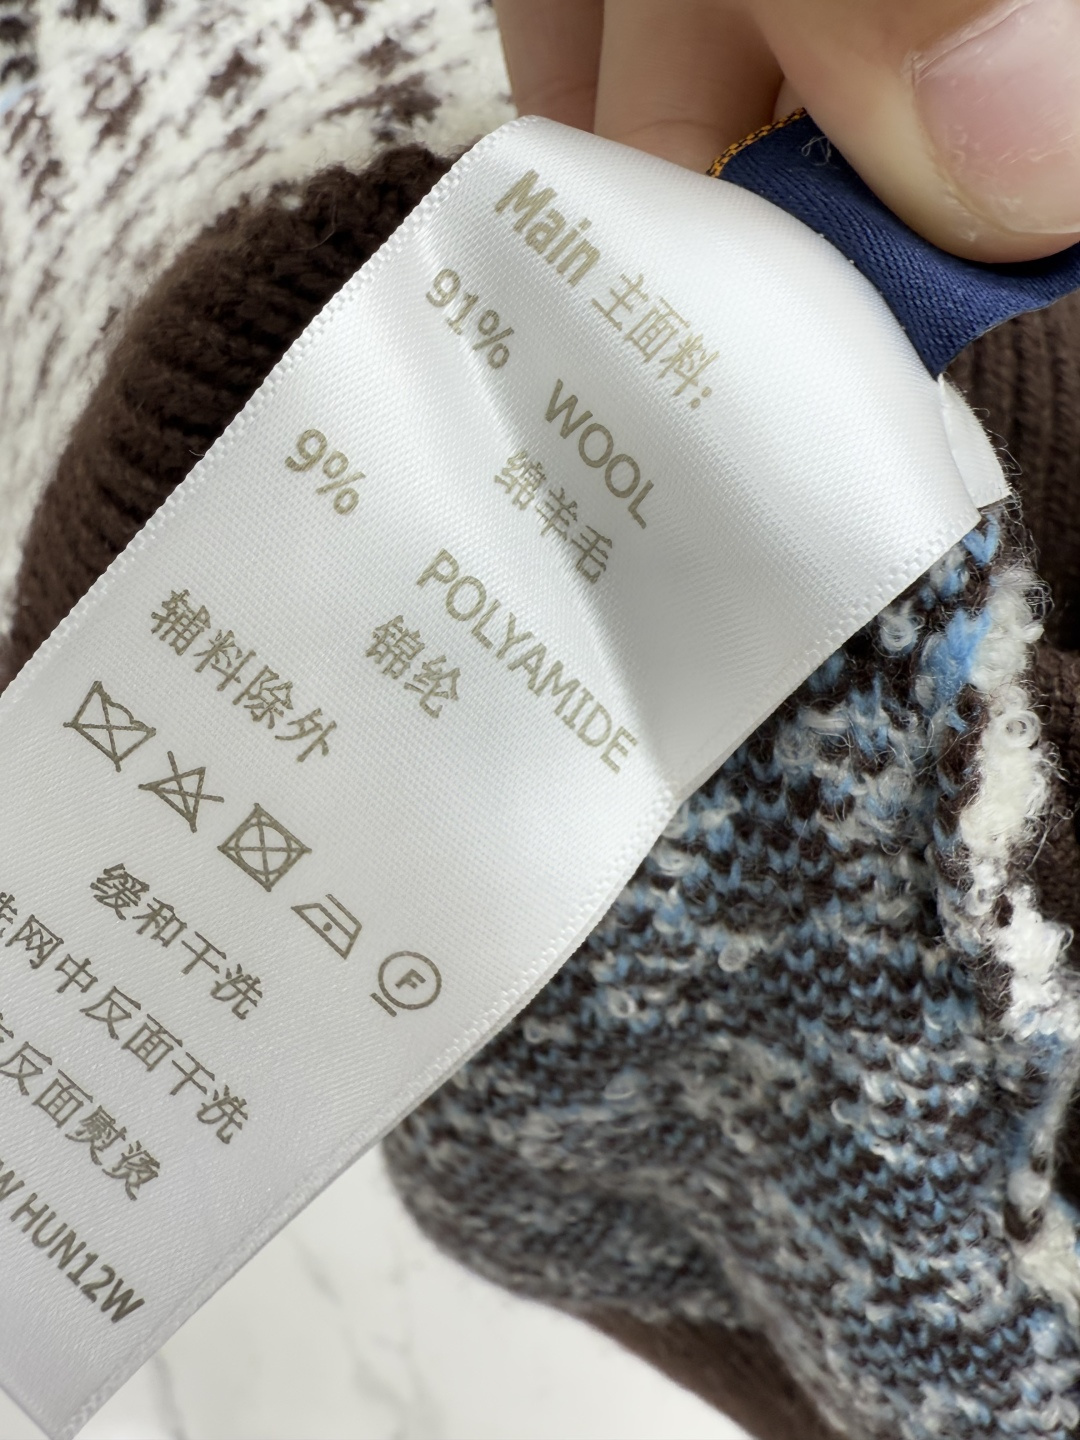 Main 主面料:
91% WOOL
绵羊毛
9% POLYAMIDE
锦纶
辅料除外
F
缓和干洗
网中反面干洗
反面熨烫
HUN12W